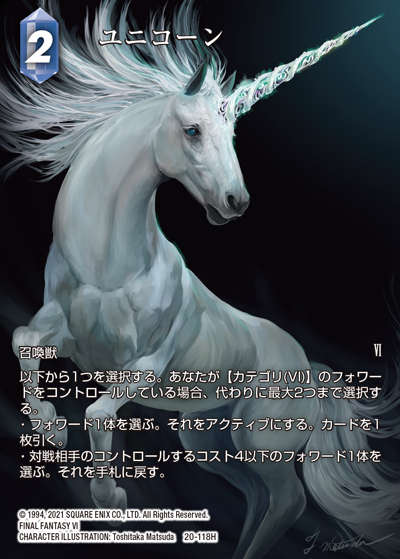 2
ユニコーン
召喚獣
VI
以下から1つを選択する。あなたが【カテゴリ(VI)】のフォワー
ドをコントロールしている場合、代わりに最大2つまで選択す
る。
・フォワード1体を選ぶ。それをアクティブにする。カードを1
枚引く。
・対戦相手のコントロールするコスト4以下のフォワード1体を
選ぶ。それを手札に戻す。
© 1994, 2021 SQUARE ENIX CO., LTD. All Rights Reserved.
FINAL FANTASY VI
CHARACTER ILLUSTRATION: Toshitaka Matsuda 20-118H
T. Matsuda